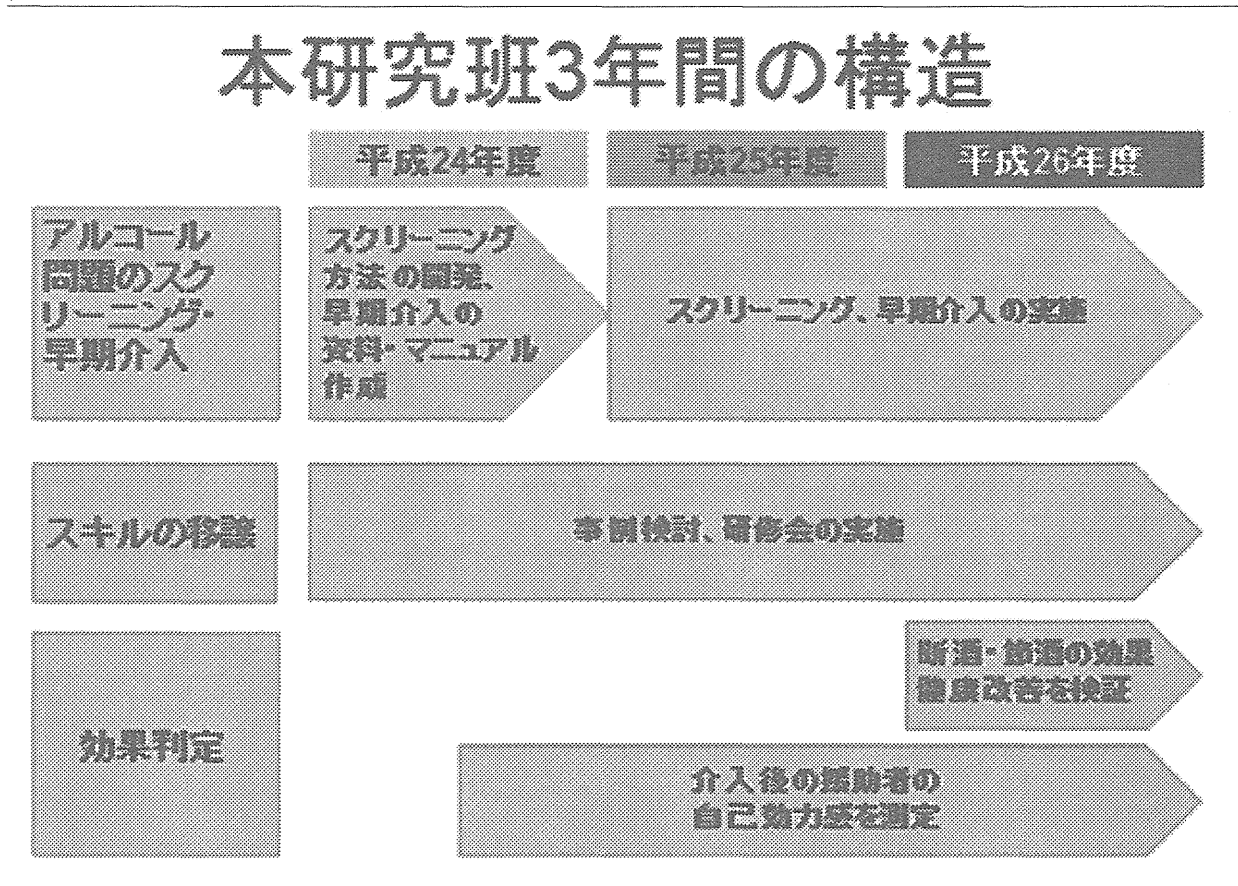 本研究班3年間の構造
平成24年度
平成25年度
平成26年度
アルコール
問題のスク
リーニング・
早期介入
スクリーニング
方法の開発、
早期介入の
資料・マニュアル
作成
スクリーニング、早期介入の実施
スキルの移譲
事例検討、研修会の実施
効果判定
断酒・節酒の効果
健康改善を検証
介入後の援助者の
自己効力感を測定